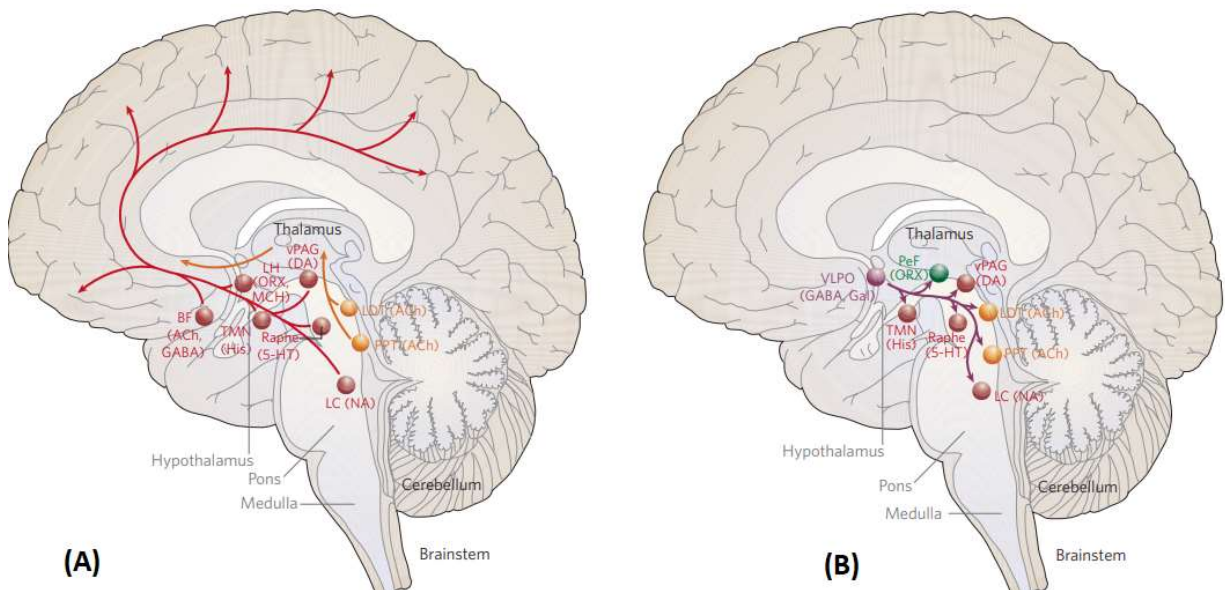 Thalamus
vPAG
(DA)
LH
(ORX,
MCH)
BF
(ACh,
GABA)
TMN
(His)
Raphe
(5-HT)
LDT (ACh)
PPT (ACh)
LC (NA)
Hypothalamus
Pons
Medulla
Cerebellum
Brainstem
(A)
Thalamus
VLPO
(GABA, Gal)
PeF
(ORX)
vPAG
(DA)
TMN
(His)
Raphe
(5-HT)
LDT (ACh)
PPT (ACh)
LC (NA)
Hypothalamus
Pons
Medulla
Cerebellum
Brainstem
(B)